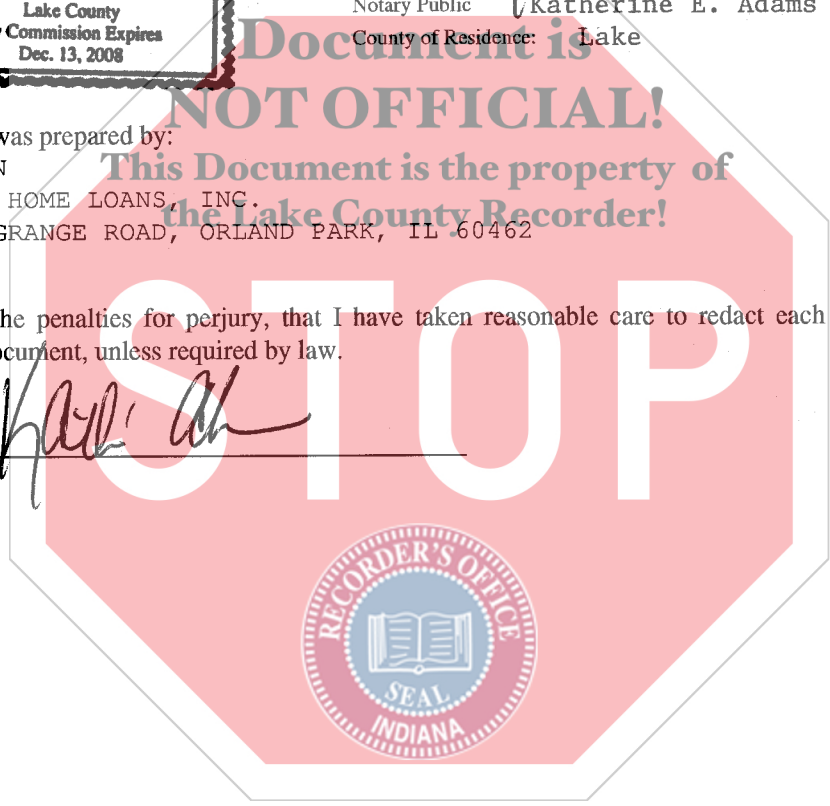 Lake County
Commission Expires
Dec. 13, 2008
Notary Public Katherine E. Adams
County of Residence: Lake
Document is
NOT OFFICIAL!
This Document is the property of
the Lake County Recorder!
was prepared by:
N
HOME LOANS, INC.
GRANGE ROAD, ORLAND PARK, IL 60462
he penalties for perjury, that I have taken reasonable care to redact each
ocument, unless required by law.
STOP
RECORDER'S OFFICE
SEAL
INDIANA